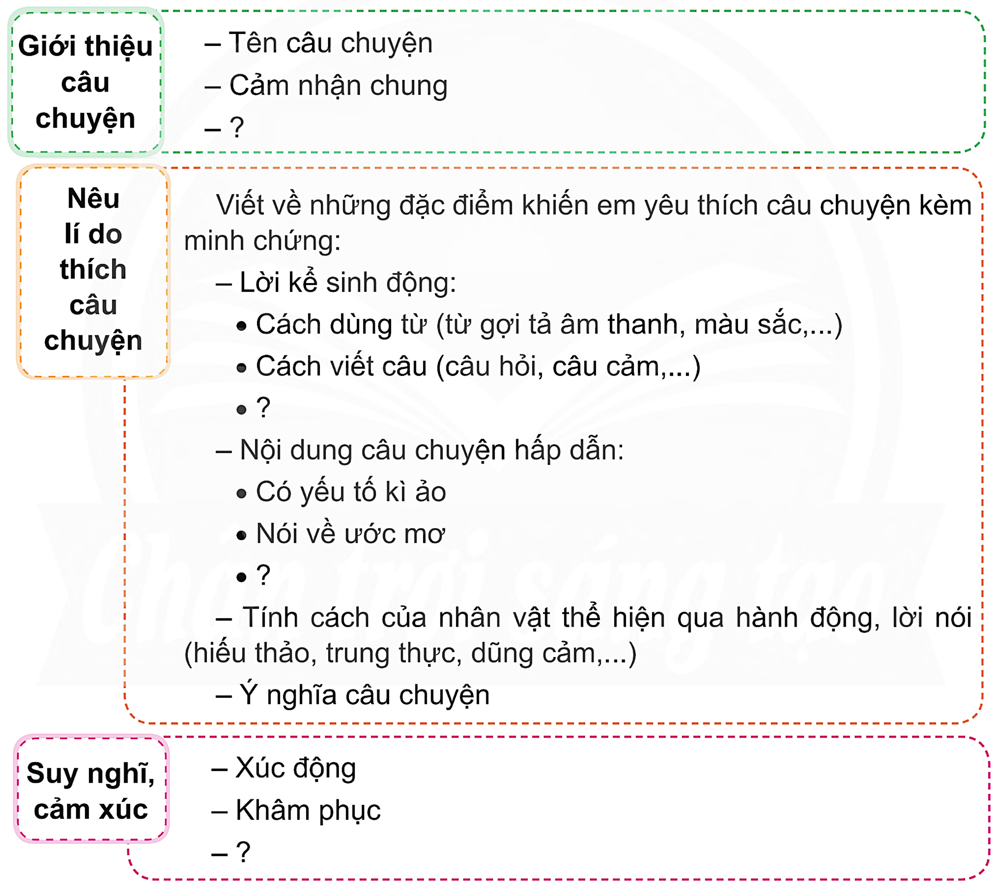 Giới thiệu
câu
chuyện
– Tên câu chuyện
– Cảm nhận chung
– ?
Nêu
lí do
thích
câu
chuyện
Viết về những đặc điểm khiến em yêu thích câu chuyện kèm
minh chứng:
– Lời kể sinh động:
• Cách dùng từ (từ gợi tả âm thanh, màu sắc,...)
• Cách viết câu (câu hỏi, câu cảm,...)
• ?
– Nội dung câu chuyện hấp dẫn:
• Có yếu tố kì ảo
• Nói về ước mơ
• ?
– Tính cách của nhân vật thể hiện qua hành động, lời nói
(hiếu thảo, trung thực, dũng cảm,...)
– Ý nghĩa câu chuyện
Suy nghĩ,
cảm xúc
– Xúc động
– Khâm phục
– ?
Chân trời sáng tạo